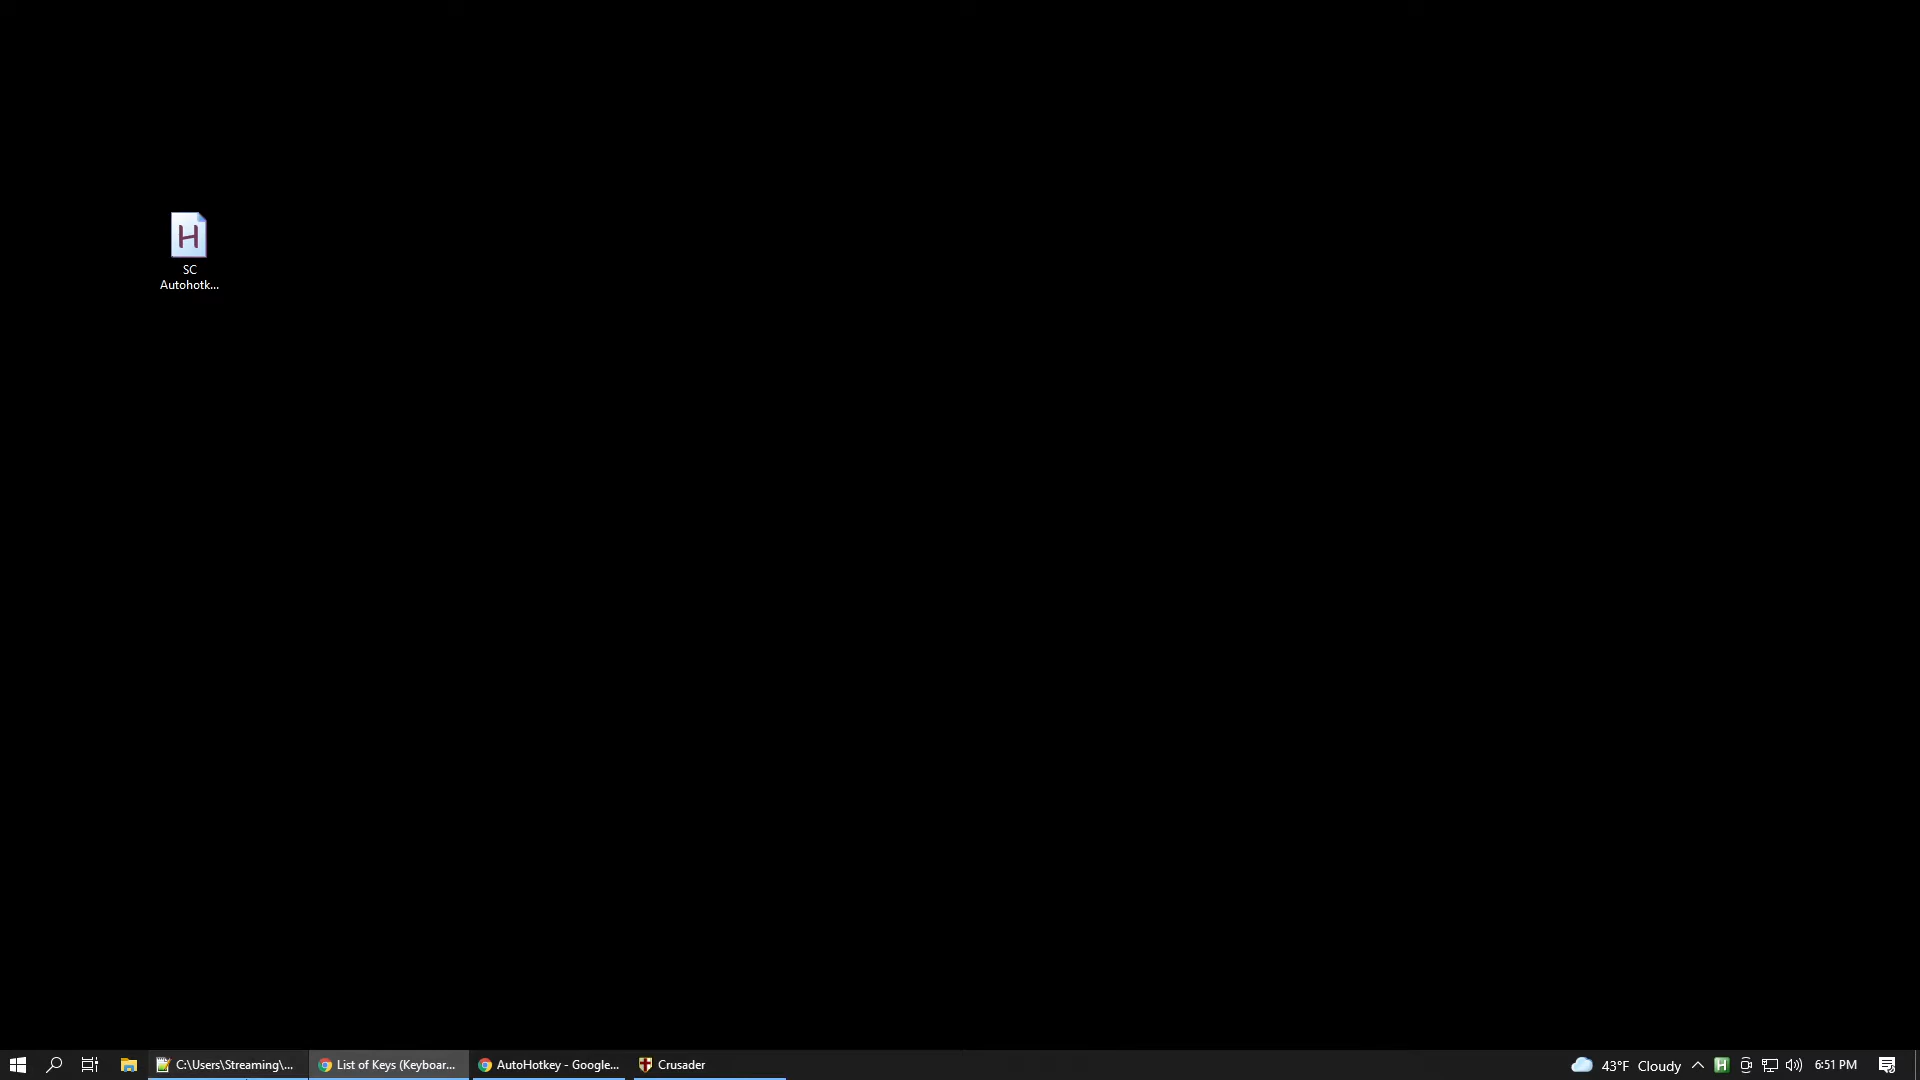 H
SC
Autohotk...
C:\Users\Streaming\...
List of Keys (Keyboar...
AutoHotkey - Google...
Crusader
43°F Cloudy
H
6:51 PM